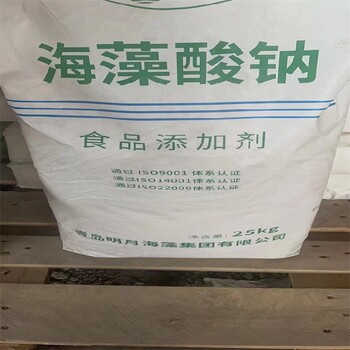 海藻酸钠
食品添加剂
通过ISO9001体系认证
通过ISO14001体系认证
通过ISO22000体系认证
净含量:25kg
青岛明月海藻集团有限公司